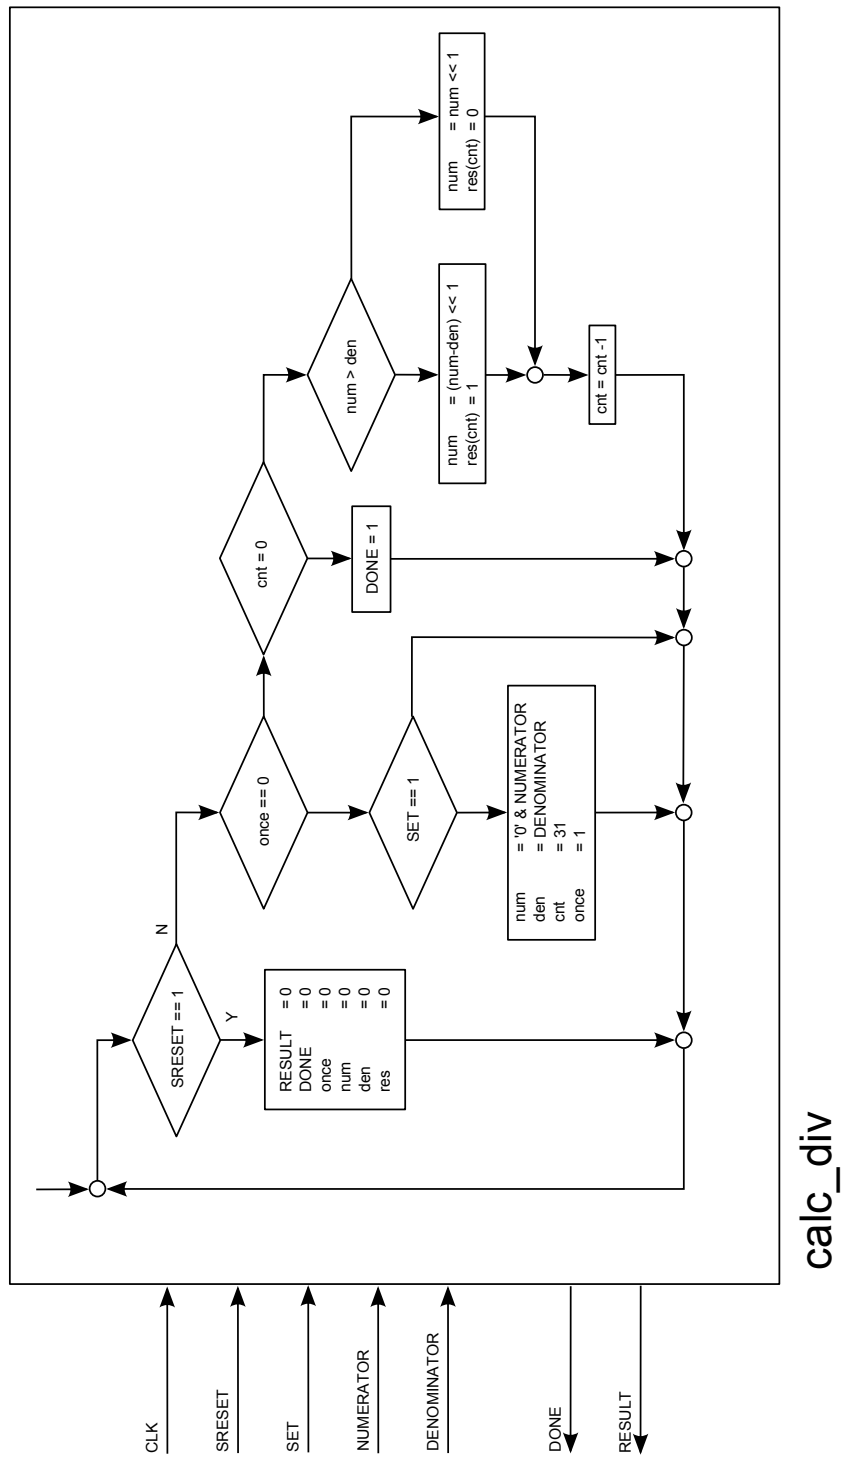 CLK
SRESET
SET
NUMERATOR
DENOMINATOR
DONE
RESULT
SRESET == 1
N
Y
RESULT = 0
DONE =0
once =0
num =0
den =0
res =0
once == 0
SET == 1
num = '0' & NUMERATOR
den = DENOMINATOR
cnt = 31
once = 1
cnt = 0
DONE = 1
num > den
num = (num-den) << 1
res(cnt) = 1
num = num << 1
res(cnt) = 0
cnt = cnt -1
calc_div